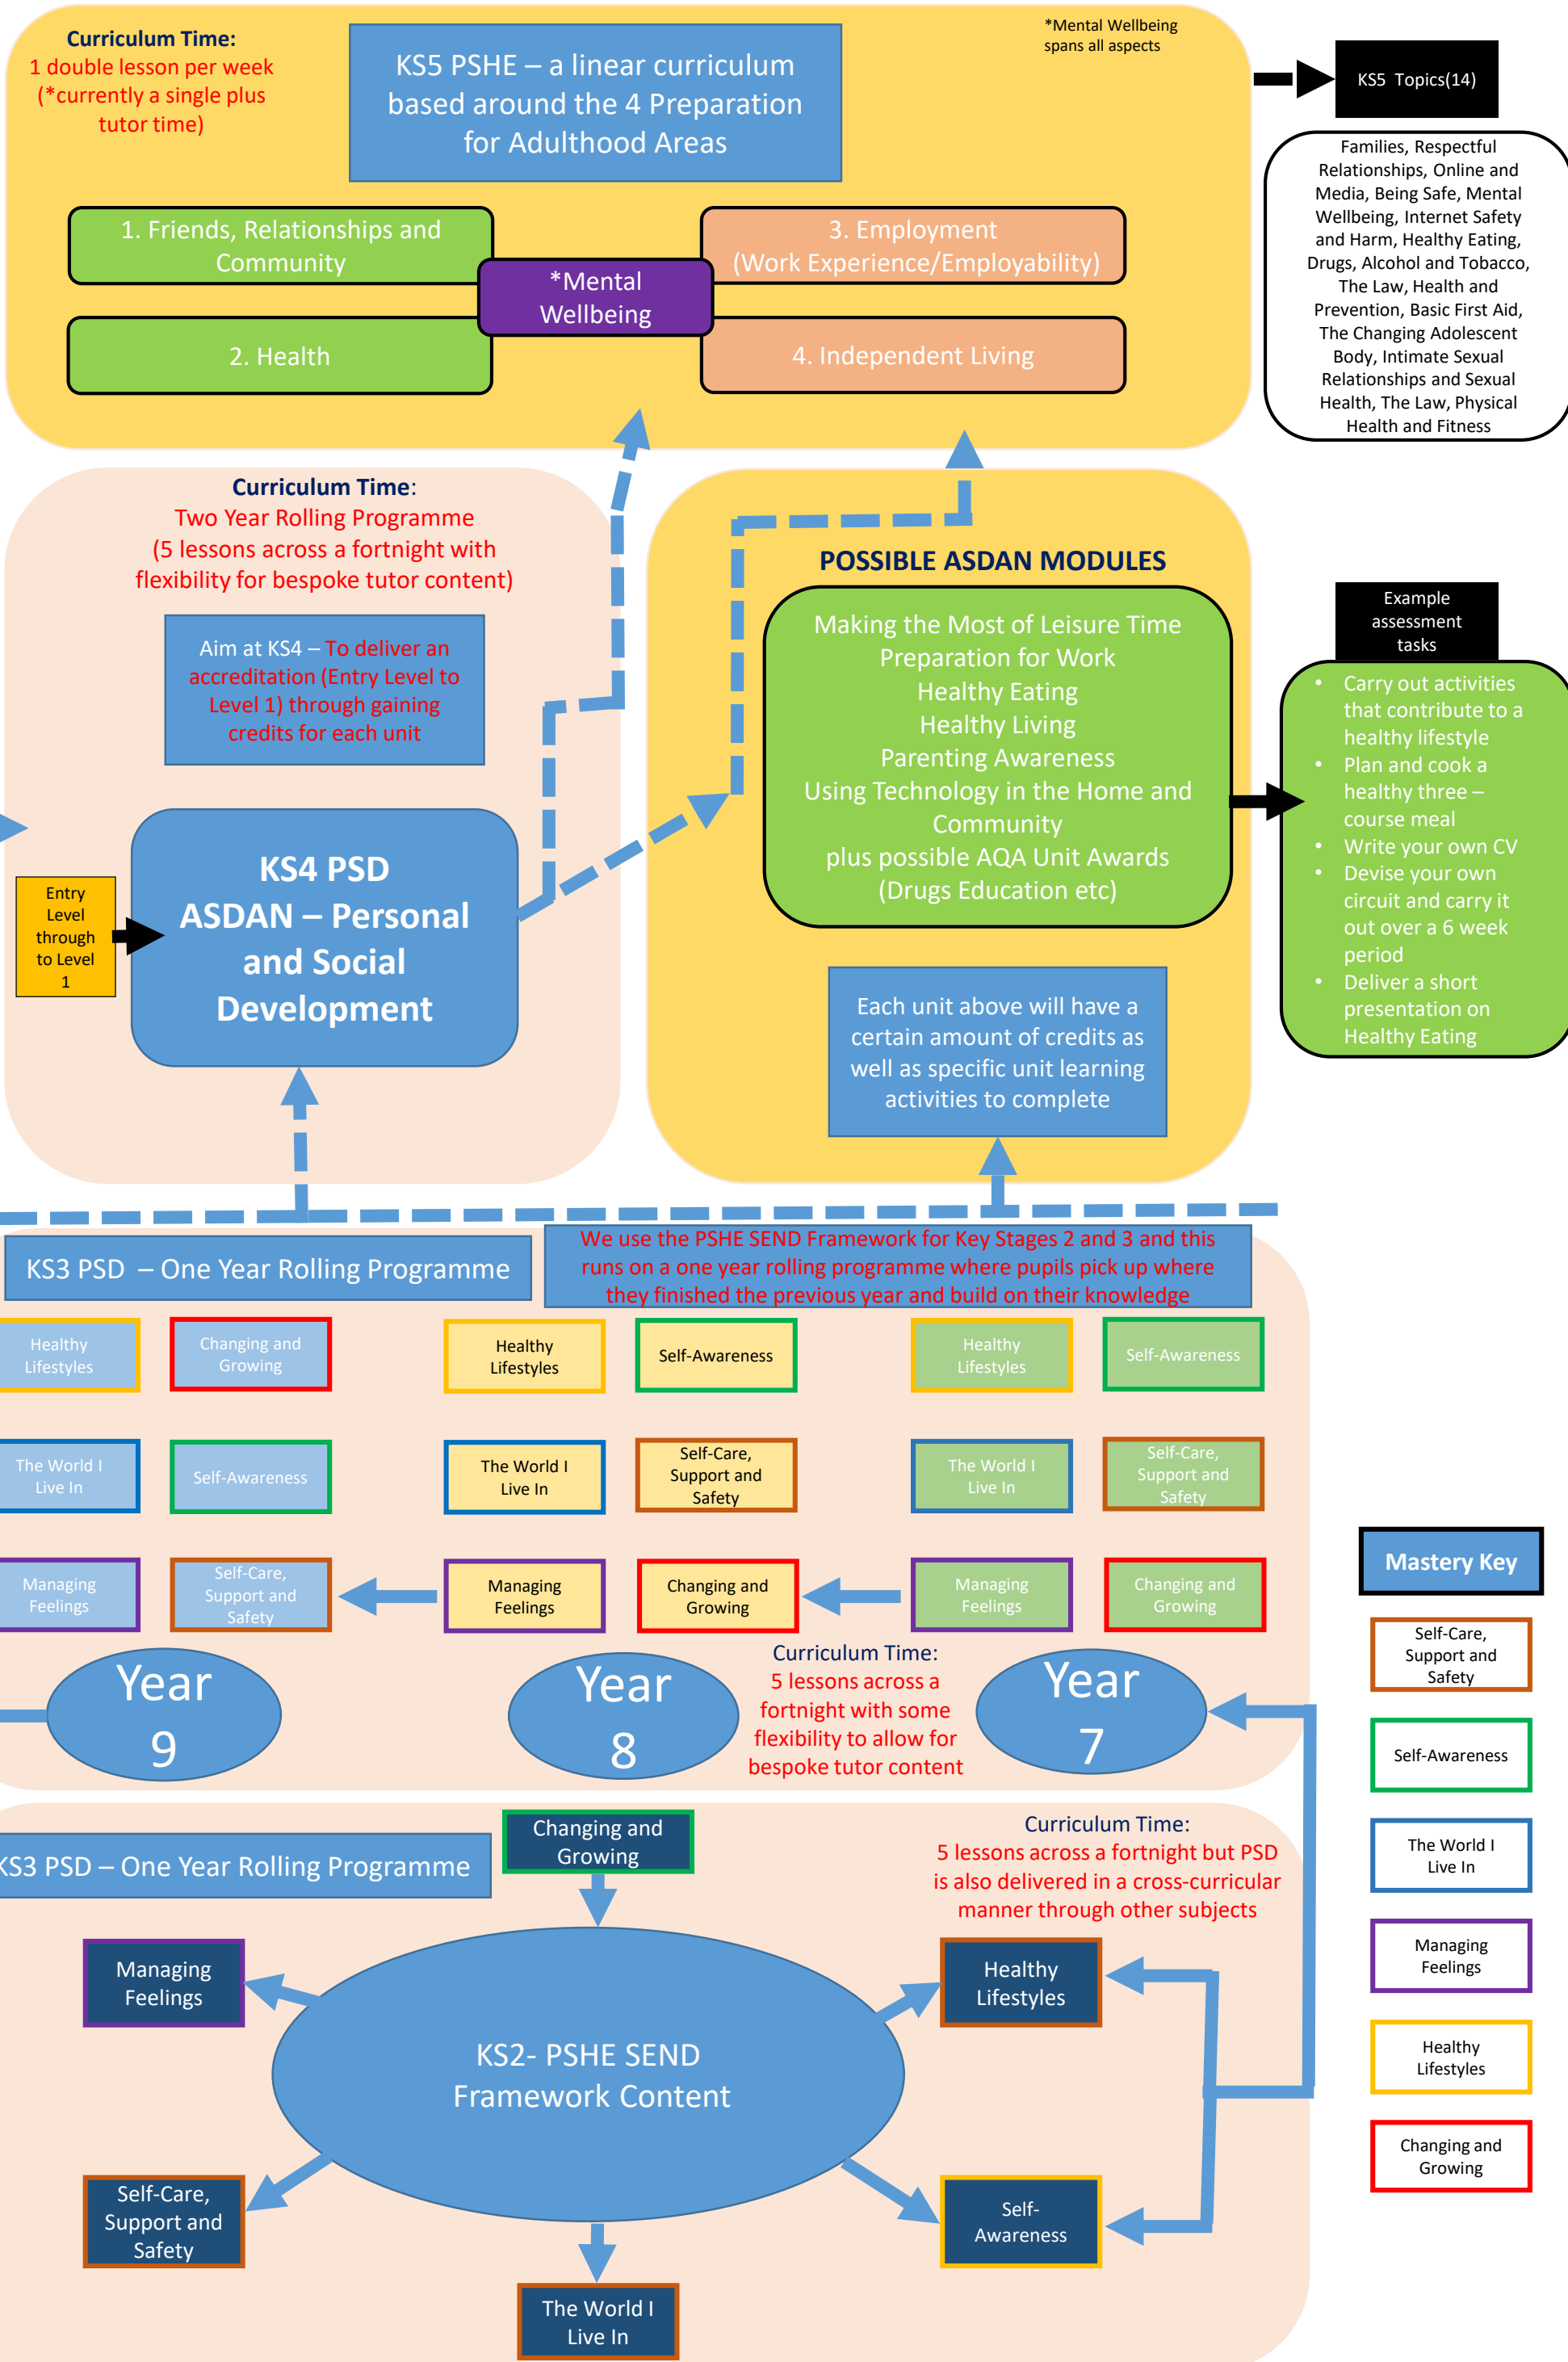 Curriculum Time:
1 double lesson per week
(*currently a single plus
tutor time)
KS5 PSHE – a linear curriculum
based around the 4 Preparation
for Adulthood Areas
*Mental Wellbeing
spans all aspects
KS5  Topics(14)
Families, Respectful
Relationships, Online and
Media, Being Safe, Mental
Wellbeing, Internet Safety
and Harm, Healthy Eating,
Drugs, Alcohol and Tobacco,
The Law, Health and
Prevention, Basic First Aid,
The Changing Adolescent
Body, Intimate Sexual
Relationships and Sexual
Health, The Law, Physical
Health and Fitness
1. Friends, Relationships and
Community
3. Employment
(Work Experience/Employability)
*Mental
Wellbeing
2. Health
4. Independent Living
Curriculum Time:
Two Year Rolling Programme
(5 lessons across a fortnight with
flexibility for bespoke tutor content)
Aim at KS4 – To deliver an
accreditation (Entry Level to
Level 1) through gaining
credits for each unit
Entry
Level
through
to Level
1
KS4 PSD
ASDAN – Personal
and Social
Development
POSSIBLE ASDAN MODULES
Making the Most of Leisure Time
Preparation for Work
Healthy Eating
Healthy Living
Parenting Awareness
Using Technology in the Home and
Community
plus possible AQA Unit Awards
(Drugs Education etc)
Each unit above will have a
certain amount of credits as
well as specific unit learning
activities to complete
Example
assessment
tasks
• Carry out activities
that contribute to a
healthy lifestyle
• Plan and cook a
healthy three –
course meal
• Write your own CV
• Devise your own
circuit and carry it
out over a 6 week
period
• Deliver a short
presentation on
Healthy Eating
KS3 PSD  – One Year Rolling Programme
We use the PSHE SEND Framework for Key Stages 2 and 3 and this
runs on a one year rolling programme where pupils pick up where
they finished the previous year and build on their knowledge
Healthy
Lifestyles
Changing and
Growing
Healthy
Lifestyles
Self-Awareness
Healthy
Lifestyles
Self-Awareness
The World I
Live In
Self-Awareness
The World I
Live In
Self-Care,
Support and
Safety
The World I
Live In
Self-Care,
Support and
Safety
Managing
Feelings
Self-Care,
Support and
Safety
Managing
Feelings
Changing and
Growing
Managing
Feelings
Changing and
Growing
Year
9
Year
8
Curriculum Time:
5 lessons across a
fortnight with some
flexibility to allow for
bespoke tutor content
Year
7
Mastery Key
Self-Care,
Support and
Safety
Self-Awareness
The World I
Live In
Managing
Feelings
Healthy
Lifestyles
Changing and
Growing
KS3 PSD – One Year Rolling Programme
Changing and
Growing
Curriculum Time:
5 lessons across a fortnight but PSD
is also delivered in a cross-curricular
manner through other subjects
Managing
Feelings
Healthy
Lifestyles
KS2- PSHE SEND
Framework Content
Self-Care,
Support and
Safety
Self-
Awareness
The World I
Live In